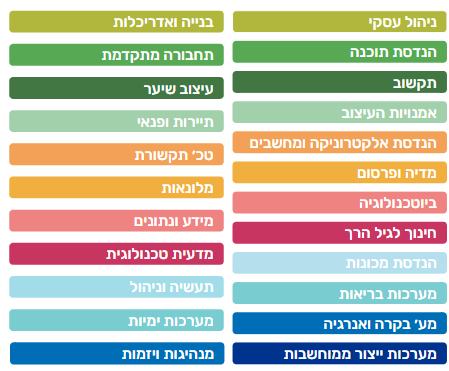 ניהול עסקי
הנדסת תוכנה
תקשוב
אמנויות העיצוב
הנדסת אלקטרוניקה ומחשבים
מדיה ופרסום
ביוטכנולוגיה
חינוך לגיל הרך
הנדסת מכונות
מערכות בריאות
מע׳ בקרה ואנרגיה
מערכות ייצור ממוחשבות
בנייה ואדריכלות
תחבורה מתקדמת
עיצוב שיער
תיירות ופנאי
טכ׳ תקשורת
מלונאות
מידע ונתונים
מדעית טכנולוגית
תעשיה וניהול
מערכות ימיות
מנהיגות ויזמות